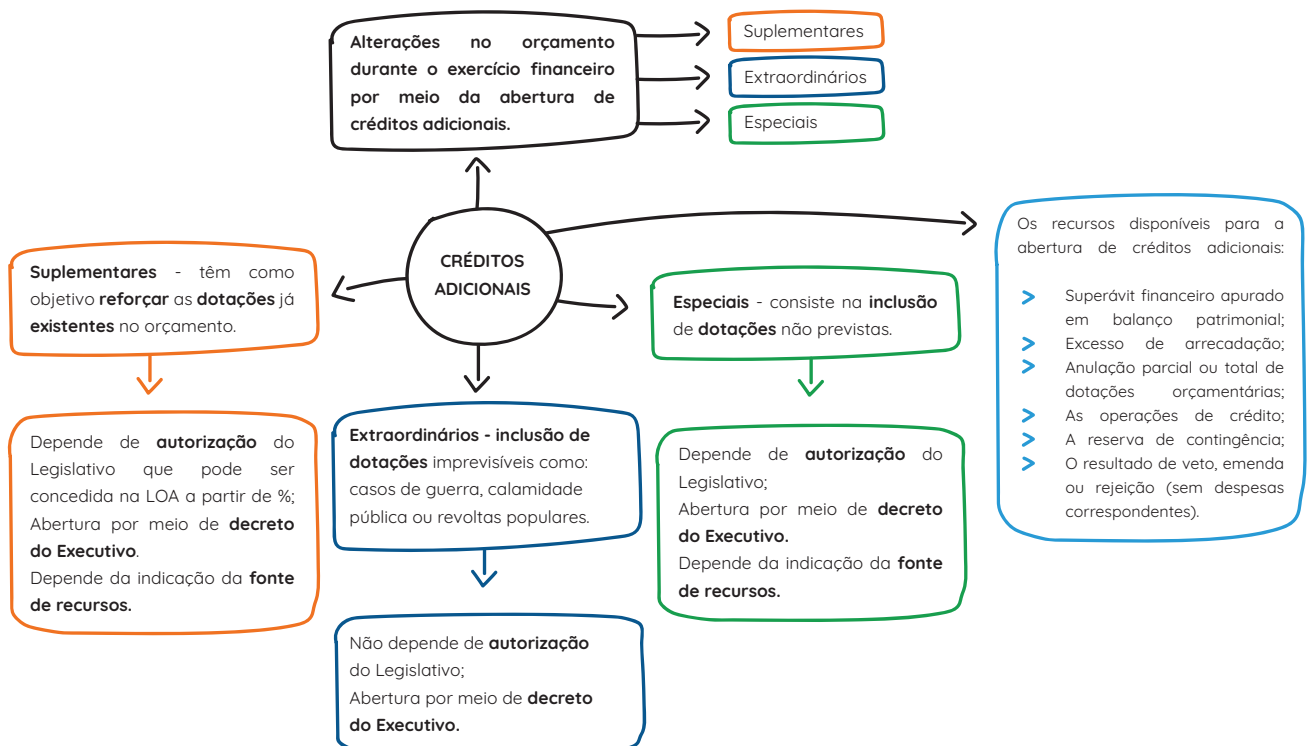 Alterações no orçamento
durante o exercício financeiro
por meio da abertura de
créditos adicionais.
Suplementares
Extraordinários
Especiais
CRÉDITOS
ADICIONAIS
Suplementares - têm como
objetivo reforçar as dotações já
existentes no orçamento.
Depende de autorização do
Legislativo que pode ser
concedida na LOA a partir de %;
Abertura por meio de decreto
do Executivo.
Depende da indicação da fonte
de recursos.
Extraordinários - inclusão de
dotações imprevisíveis como:
casos de guerra, calamidade
pública ou revoltas populares.
Não depende de autorização
do Legislativo;
Abertura por meio de decreto
do Executivo.
Especiais - consiste na inclusão
de dotações não previstas.
Depende de autorização do
Legislativo;
Abertura por meio de decreto
do Executivo.
Depende da indicação da fonte
de recursos.
Os recursos disponíveis para a
abertura de créditos adicionais:
Superávit financeiro apurado
em balanço patrimonial;
Excesso de arrecadação;
Anulação parcial ou total de
dotações orçamentárias;
As operações de crédito;
A reserva de contingência;
O resultado de veto, emenda
ou rejeição (sem despesas
correspondentes).